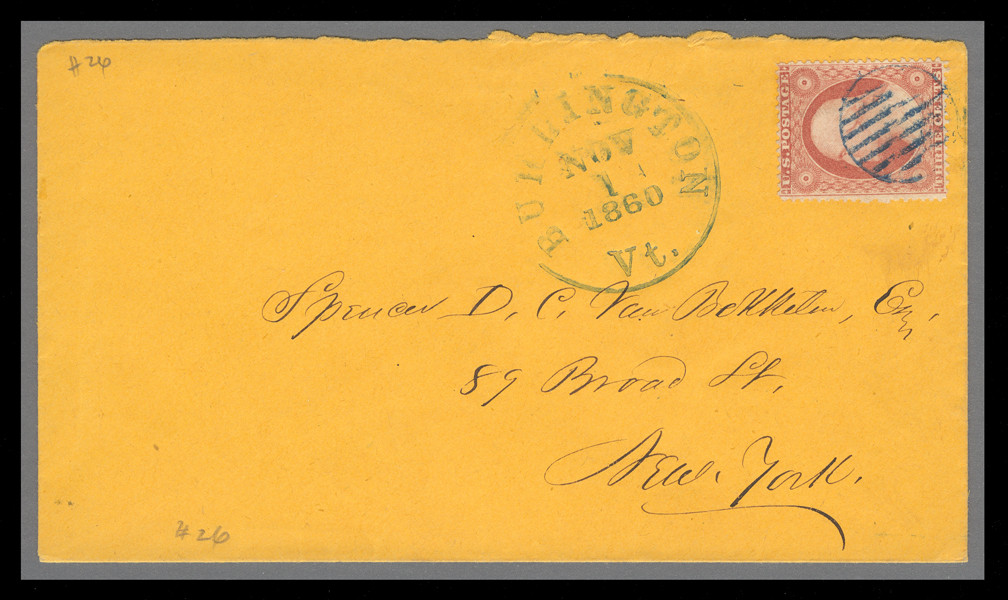 #26
U.S. POSTAGE
THREE CENTS
BURLINGTON
NOV
1
1860
Vt.
Spencer D. C. Van Bokkelen, Esq.,
89 Broad St,
New-York.
#26